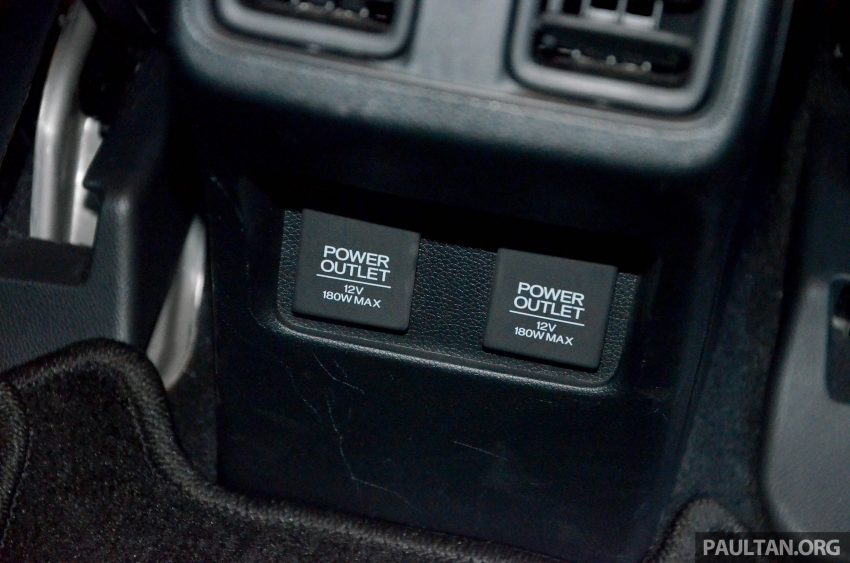 POWER
OUTLET
12V
180W MAX
POWER
OUTLET
12V
180W MAX
PAULTAN.ORG